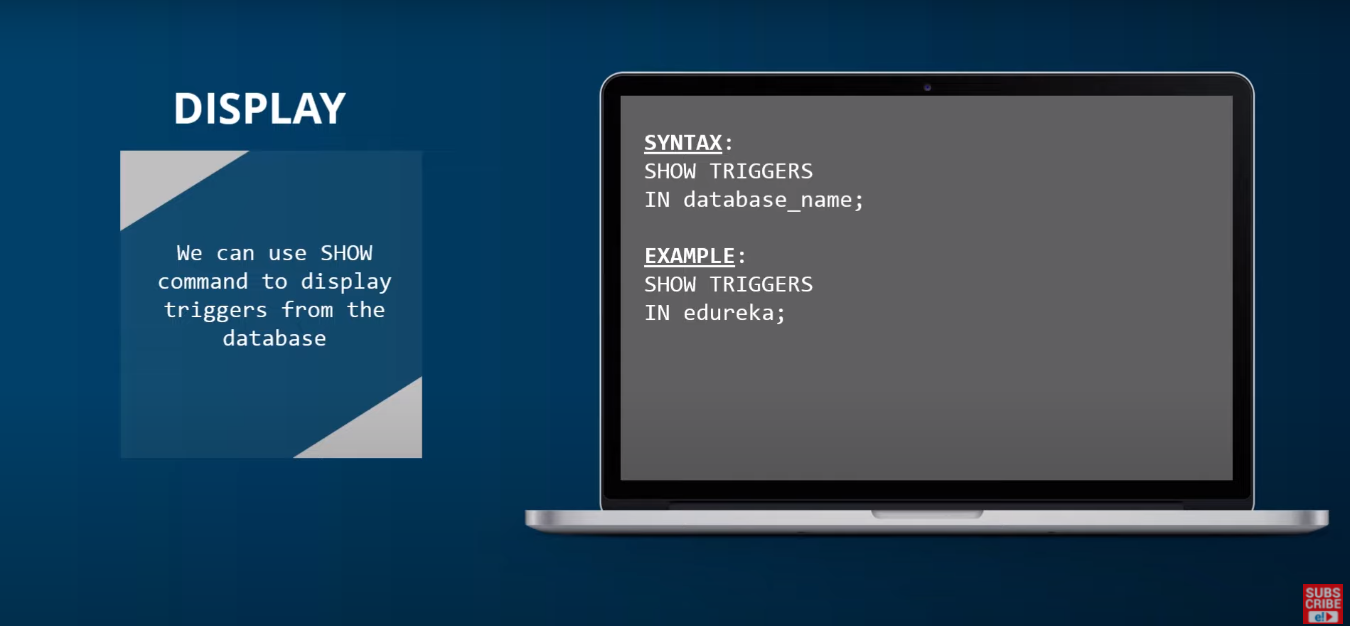 DISPLAY
We can use SHOW
command to display
triggers from the
database
SYNTAX:
SHOW TRIGGERS
IN database_name;
EXAMPLE:
SHOW TRIGGERS
IN edureka;
SUBS
CRIBE
e!